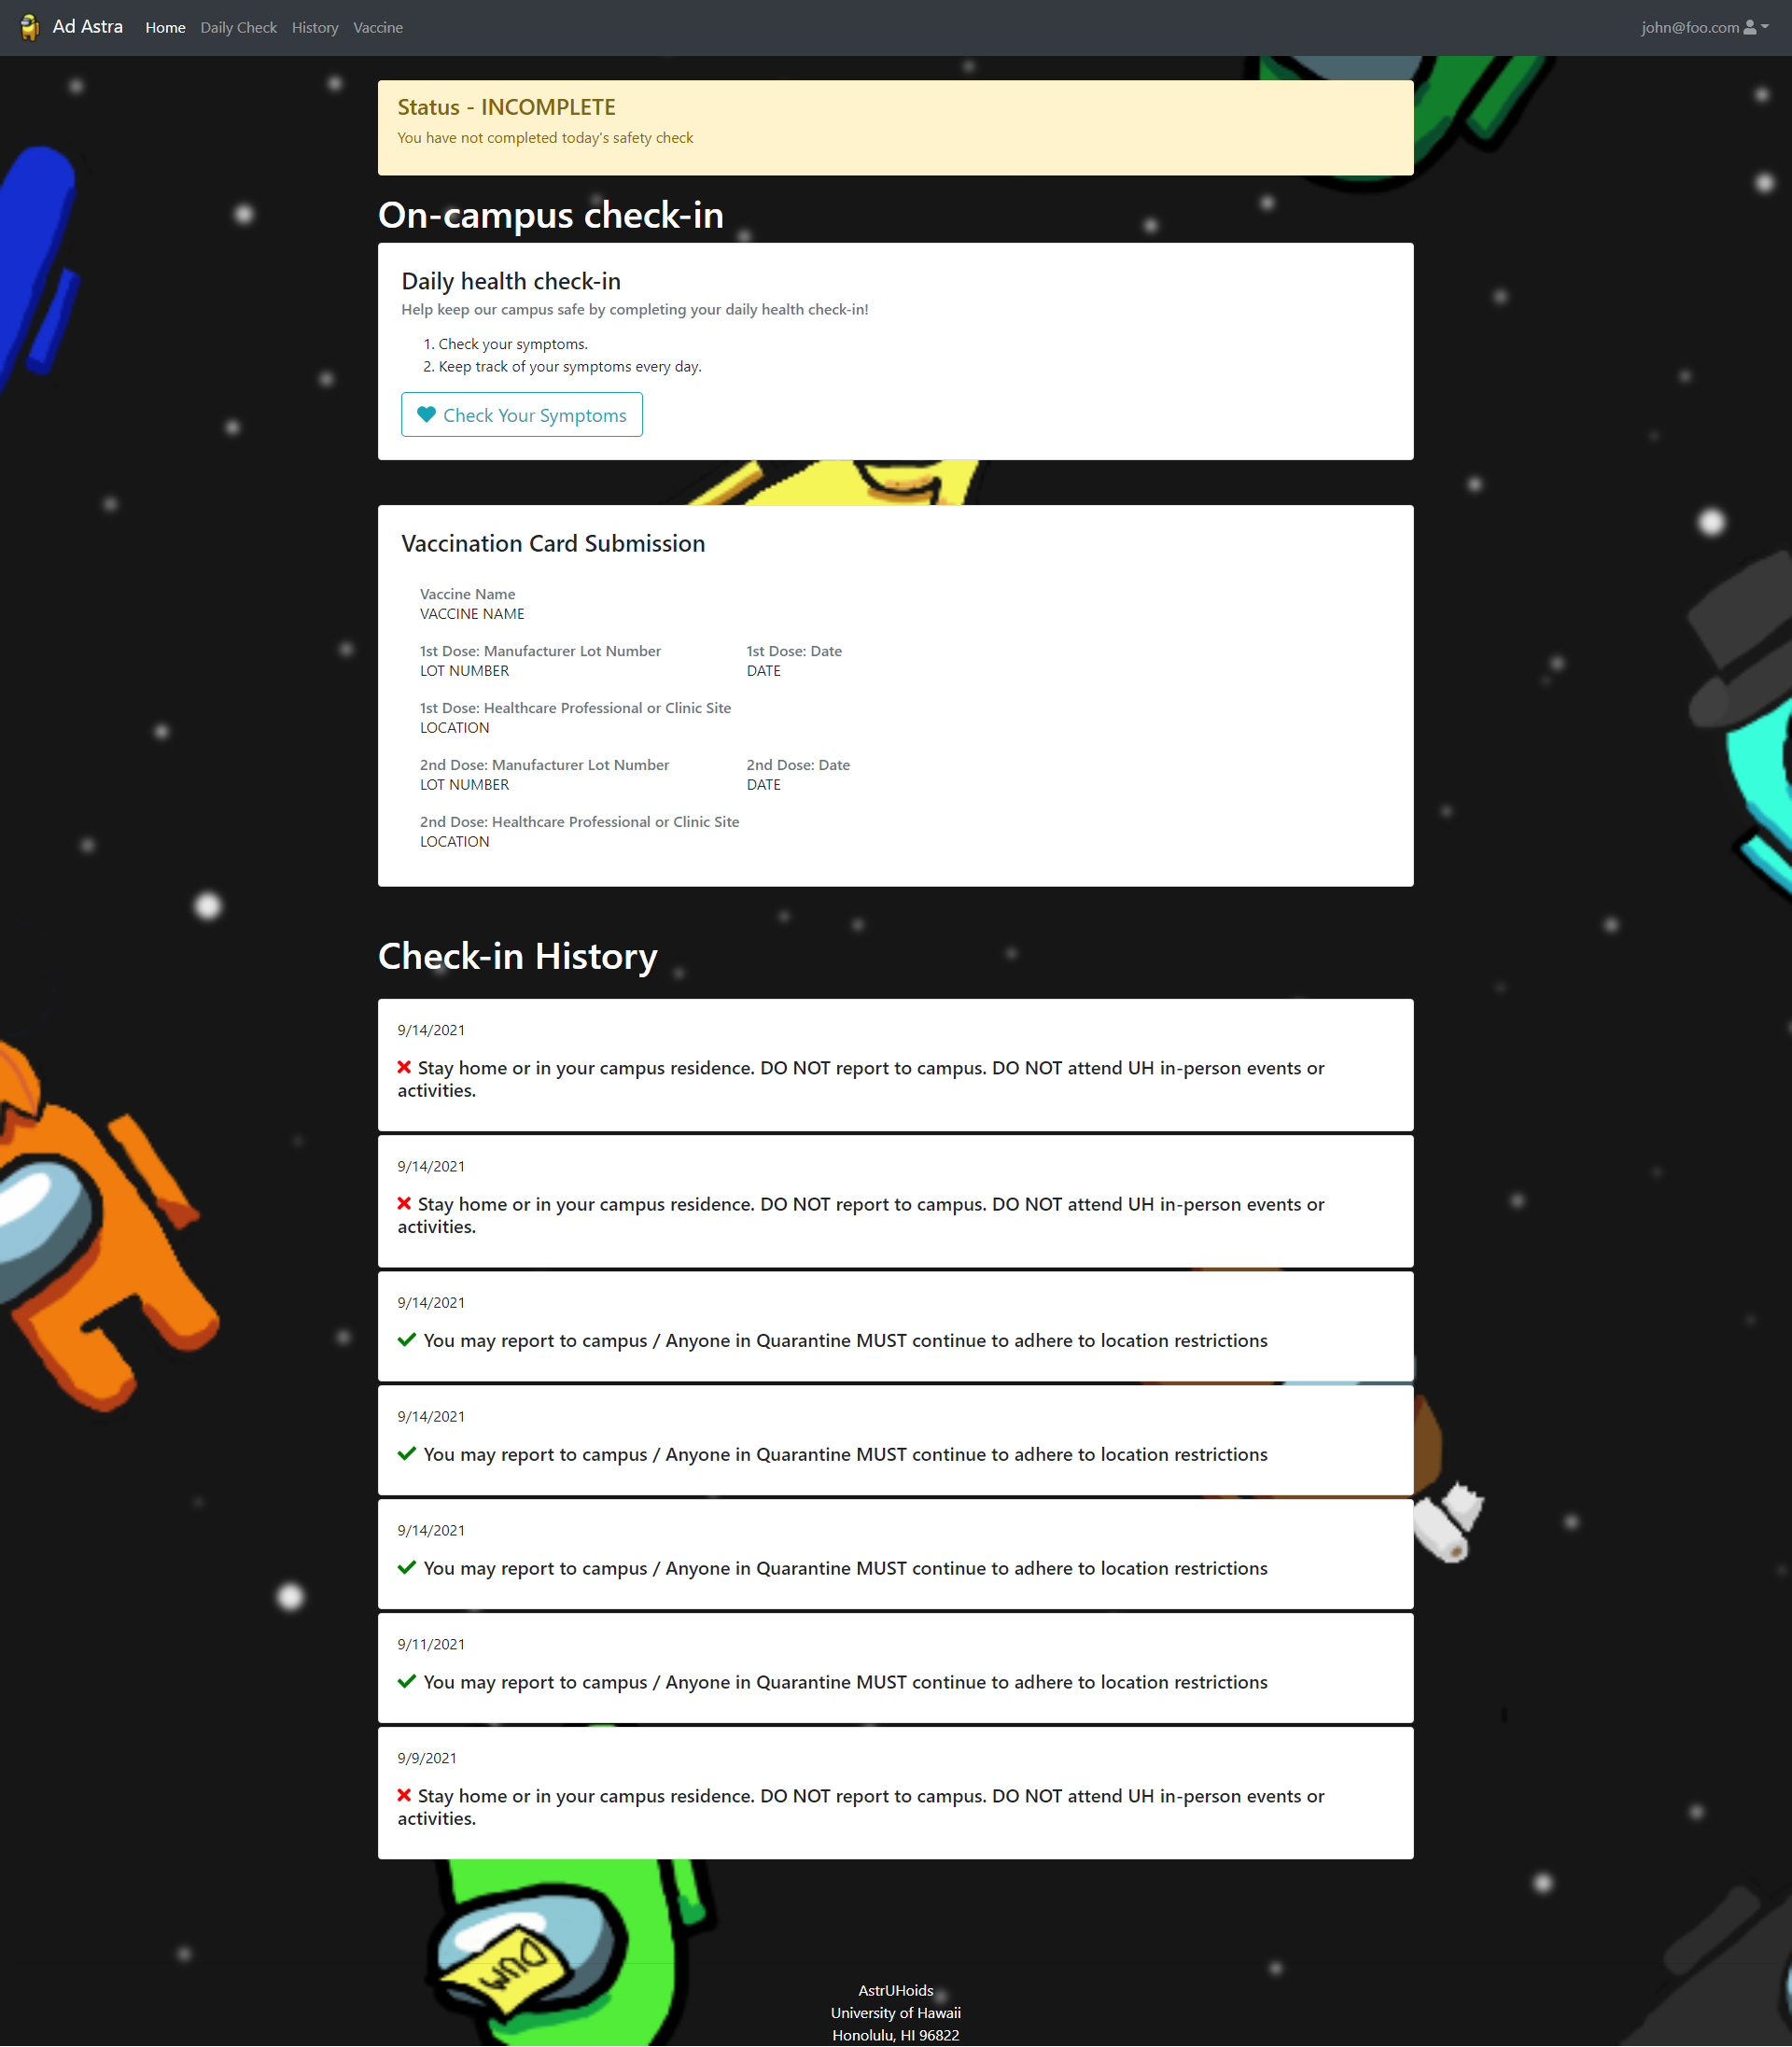 Ad Astra Home Daily Check History Vaccine john@foo.com
Status - INCOMPLETE
You have not completed today's safety check
On-campus check-in
Daily health check-in
Help keep our campus safe by completing your daily health check-in!
1. Check your symptoms.
2. Keep track of your symptoms every day.
Check Your Symptoms
Vaccination Card Submission
Vaccine Name
VACCINE NAME
1st Dose: Manufacturer Lot Number 1st Dose: Date
LOT NUMBER DATE
1st Dose: Healthcare Professional or Clinic Site
LOCATION
2nd Dose: Manufacturer Lot Number 2nd Dose: Date
LOT NUMBER DATE
2nd Dose: Healthcare Professional or Clinic Site
LOCATION
Check-in History
9/14/2021
Stay home or in your campus residence. DO NOT report to campus. DO NOT attend UH in-person events or
activities.
9/14/2021
Stay home or in your campus residence. DO NOT report to campus. DO NOT attend UH in-person events or
activities.
9/14/2021
You may report to campus / Anyone in Quarantine MUST continue to adhere to location restrictions
9/14/2021
You may report to campus / Anyone in Quarantine MUST continue to adhere to location restrictions
9/14/2021
You may report to campus / Anyone in Quarantine MUST continue to adhere to location restrictions
9/11/2021
You may report to campus / Anyone in Quarantine MUST continue to adhere to location restrictions
9/9/2021
Stay home or in your campus residence. DO NOT report to campus. DO NOT attend UH in-person events or
activities.
DUM
AstrUHoids
University of Hawaii
Honolulu, HI 96822